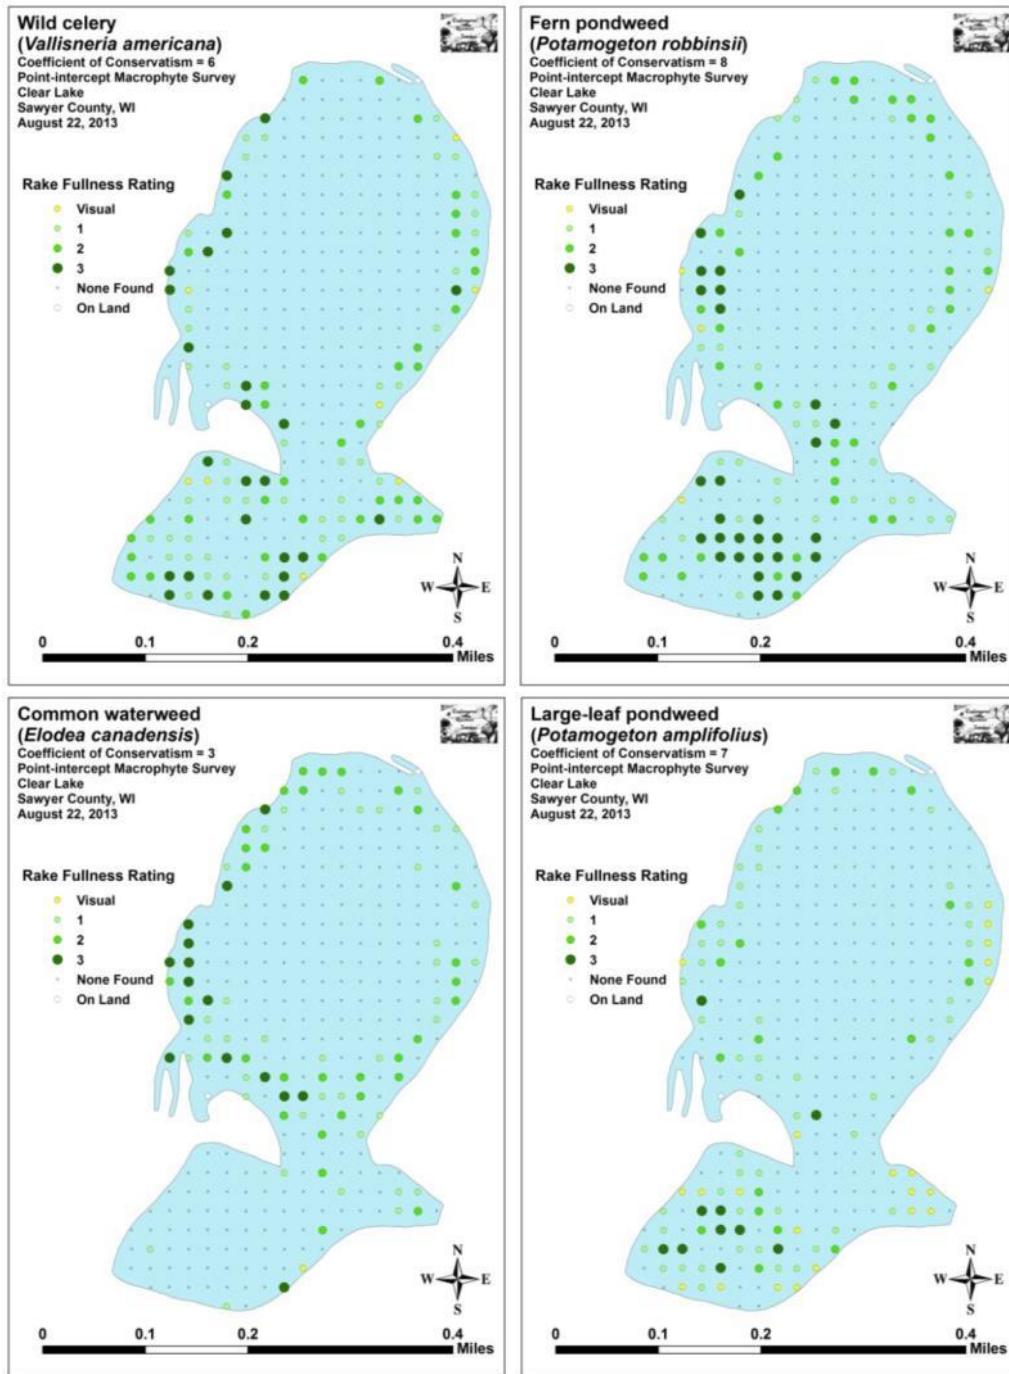 Wild celery
(Vallisneria americana)
Coefficient of Conservatism = 6
Point-intercept Macrophyte Survey
Clear Lake
Sawyer County, WI
August 22, 2013
Rake Fullness Rating
Visual
1
2
3
None Found
On Land
N
W E
S
0 0.1 0.2 0.4
Miles
Fern pondweed
(Potamogeton robbinsii)
Coefficient of Conservatism = 8
Point-intercept Macrophyte Survey
Clear Lake
Sawyer County, WI
August 22, 2013
Rake Fullness Rating
Visual
1
2
3
None Found
On Land
N
W E
S
0 0.1 0.2 0.4
Miles
Common waterweed
(Elodea canadensis)
Coefficient of Conservatism = 3
Point-intercept Macrophyte Survey
Clear Lake
Sawyer County, WI
August 22, 2013
Rake Fullness Rating
Visual
1
2
3
None Found
On Land
N
W E
S
0 0.1 0.2 0.4
Miles
Large-leaf pondweed
(Potamogeton amplifolius)
Coefficient of Conservatism = 7
Point-intercept Macrophyte Survey
Clear Lake
Sawyer County, WI
August 22, 2013
Rake Fullness Rating
Visual
1
2
3
None Found
On Land
N
W E
S
0 0.1 0.2 0.4
Miles